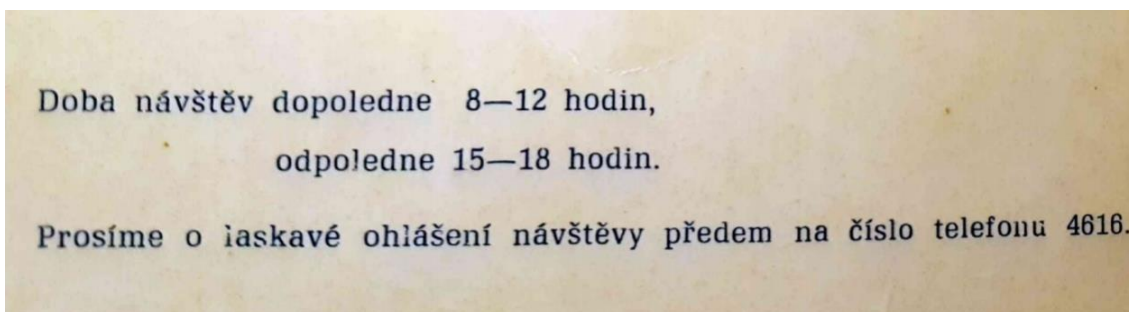 Doba návštěv dopoledne 8—12 hodin,
odpoledne 15—18 hodin.
Prosíme o laskavé ohlášení návštěvy předem na číslo telefonu 4616.